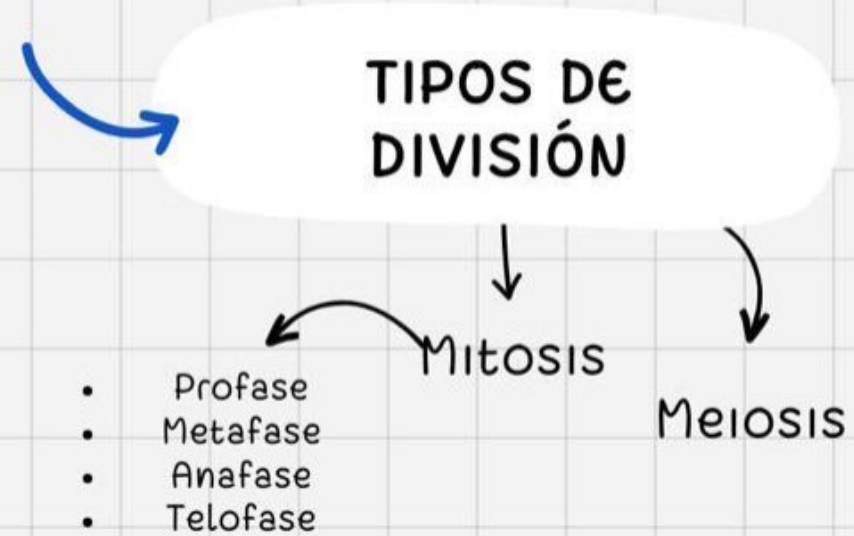 TIPOS DE
DIVISIÓN
Mitosis
Meiosis
• Profase
• Metafase
• Anafase
• Telofase